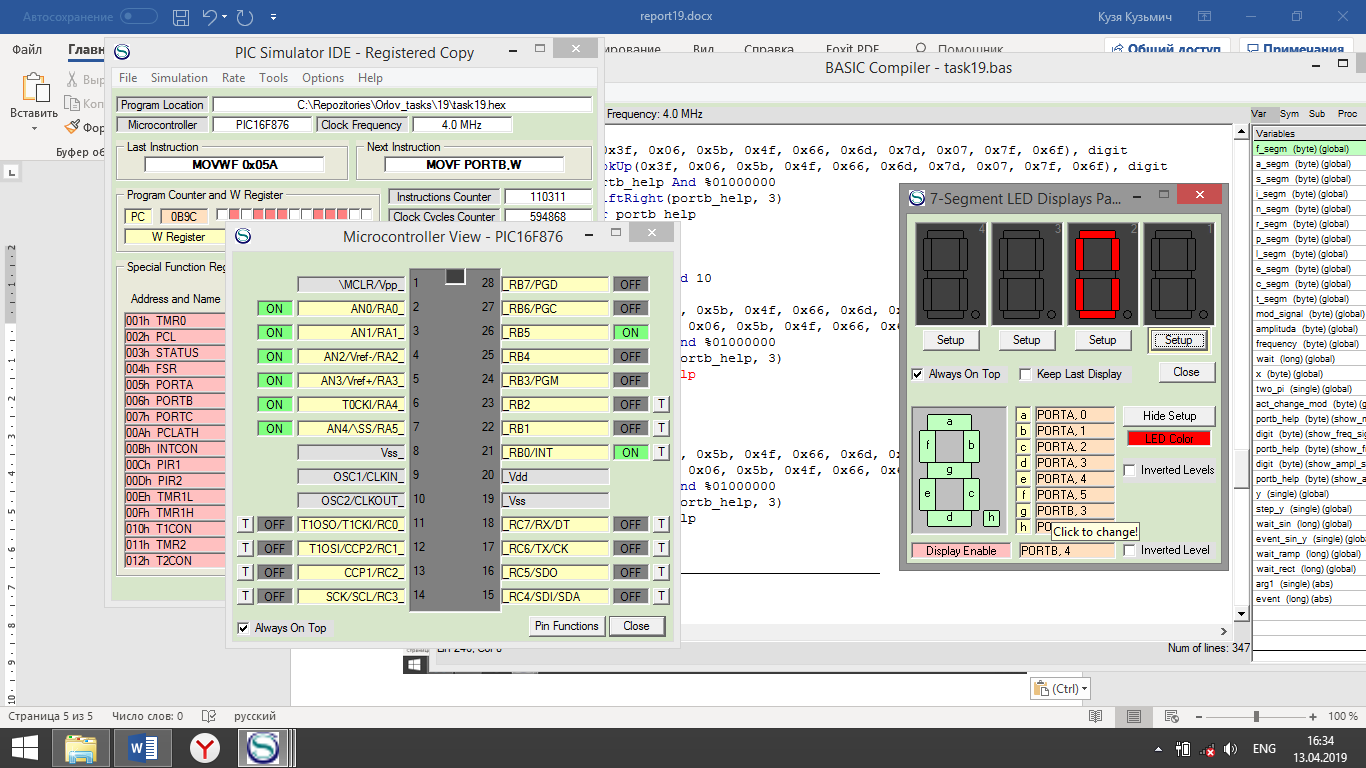 Автосохранение
report19.docx
Кузя Кузьмич
Файл
Вид
Справка
Foxit PDF
Помощник
Общий доступ
Примечания
Вставить
PIC Simulator IDE - Registered Copy
File Simulation Rate Tools Options Help
Program Location C:\Repozitories\Orlov_tasks\19\task19.hex
Microcontroller PIC16F876 Clock Frequency 4.0 MHz
Last Instruction
MOVWF 0x05A
Next Instruction
MOVF PORTB,W
Program Counter and W Register
PC 0B9C
W Register
Instructions Counter 110311
Clock Cycles Counter 594868
Special Function Reg
Address and Name
001h TMR0
002h PCL
003h STATUS
004h FSR
005h PORTA
006h PORTB
007h PORTC
00Ah PCLATH
00Bh INTCON
00Ch PIR1
00Dh PIR2
00Eh TMR1L
00Fh TMR1H
010h T1CON
011h TMR2
012h T2CON
Microcontroller View - PIC16F876
\MCLR/Vpp_ 1 28 _RB7/PGD OFF
ON AN0/RA0_ 2 27 _RB6/PGC OFF
ON AN1/RA1_ 3 26 _RB5 ON
ON AN2/Vref-/RA2_ 4 25 _RB4 OFF
ON AN3/Vref+/RA3_ 5 24 _RB3/PGM OFF
ON T0CKI/RA4_ 6 23 _RB2 OFF T
ON AN4/\SS/RA5_ 7 22 _RB1 OFF T
Vss_ 8 21 _RB0/INT ON T
OSC1/CLKIN_ 9 20 _Vdd
OSC2/CLKOUT_ 10 19 _Vss
T OFF T1OSO/T1CKI/RC0_ 11 18 _RC7/RX/DT OFF T
T OFF T1OSI/CCP2/RC1_ 12 17 _RC6/TX/CK OFF T
T OFF CCP1/RC2_ 13 16 _RC5/SDO OFF T
T OFF SCK/SCL/RC3_ 14 15 _RC4/SDI/SDA OFF T
Always On Top Pin Functions Close
BASIC Compiler - task19.bas
Frequency: 4.0 MHz
0x3f, 0x06, 0x5b, 0x4f, 0x66, 0x6d, 0x7d, 0x07, 0x7f, 0x6f), digit
okUp(0x3f, 0x06, 0x5b, 0x4f, 0x66, 0x6d, 0x7d, 0x07, 0x7f, 0x6f), digit
ortb_help And %01000000
iftRight(portb_help, 3)
r portb_help
d 10
, 0x5b, 0x4f, 0x66, 0x6d, 0
0x06, 0x5b, 0x4f, 0x66, 0
nd %01000000
ortb_help, 3)
lp
, 0x5b, 0x4f, 0x66, 0x6d, 0
0x06, 0x5b, 0x4f, 0x66, 0
nd %01000000
ortb_help, 3)
lp
Num of lines: 347
7-Segment LED Displays Pa...
4 3 2 1
Setup Setup Setup Setup
Always On Top Keep Last Display Close
a PORTA, 0
b PORTA, 1
c PORTA, 2
d PORTA, 3
e PORTA, 4
f PORTA, 5
g PORTB, 3
h PO
a
f b
g
e c
d h
Hide Setup
LED Color
Inverted Levels
Click to change!
Display Enable PORTB, 4 Inverted Level
Var Sym Sub Proc
Variables
f_segm (byte) (global)
a_segm (byte) (global)
s_segm (byte) (global)
i_segm (byte) (global)
n_segm (byte) (global)
r_segm (byte) (global)
p_segm (byte) (global)
l_segm (byte) (global)
e_segm (byte) (global)
c_segm (byte) (global)
t_segm (byte) (global)
mod_signal (byte) (global)
amplituda (byte) (global)
frequency (byte) (global)
wait (long) (global)
x (byte) (global)
two_pi (single) (global)
act_change_mod (byte) (global)
portb_help (byte) (show_n
digit (byte) (show_freq_sig
portb_help (byte) (show_fr
digit (byte) (show_ampl_s
portb_help (byte) (show_a
y (single) (global)
step_y (single) (global)
wait_sin (long) (global)
event_sin_y (single) (global)
wait_ramp (long) (global)
wait_rect (long) (global)
arg1 (single) (abs)
event (long) (abs)
(Ctrl)
Страница 5 из 5 Число слов: 0 русский
100 %
ENG
16:34
13.04.2019